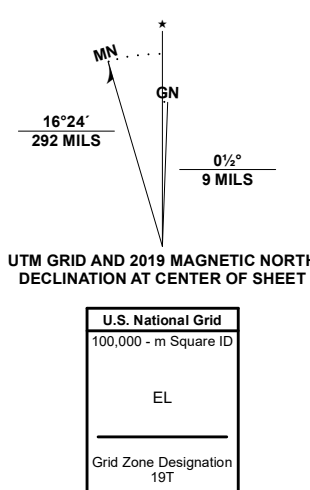 ★
MN
GN
16°24´
292 MILS
0½°
9 MILS
UTM GRID AND 2019 MAGNETIC NORTH
DECLINATION AT CENTER OF SHEET
U.S. National Grid
100,000 - m Square ID
EL
Grid Zone Designation
19T